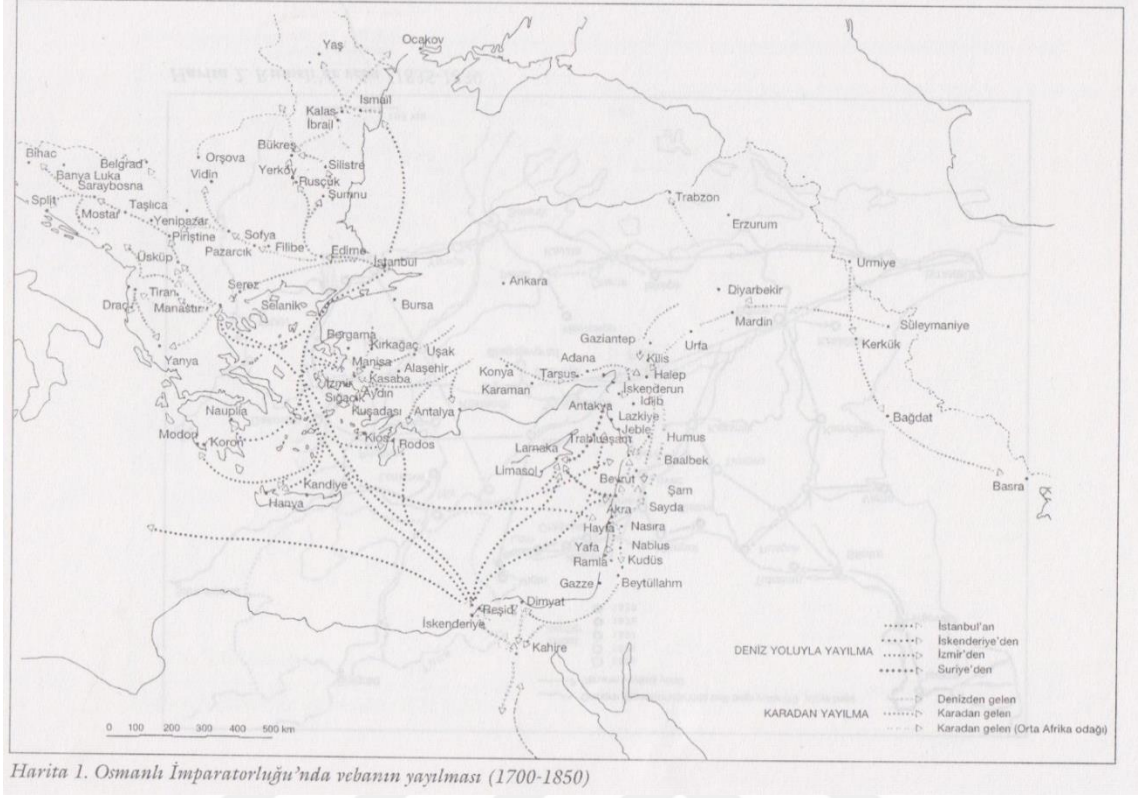 Yaş
Ocakov
İsmail
Kalas
İbrail
Bükreş
Bihac
Belgrad
Orşova
Silistre
Banya Luka
Vidin
Yerköy
Rusçuk
Saraybosna
Şumnu
Split
Taşlıca
Trabzon
Mostar
Yenipazar
Erzurum
Piriştine
Sofya
Pazarcık
Filibe
Edirne
Üsküp
İstanbul
Urmiye
Serez
Ankara
Diyarbekir
Tiran
Draç
Manastır
Selanik
Bursa
Mardin
Süleymaniye
Bergama
Gaziantep
Kırkağaç
Uşak
Urfa
Kerkük
Yanya
Manisa
Adana
Kilis
Alaşehir
Konya
Tarsus
Halep
İzmir
Kasaba
Karaman
İskenderun
Aydın
Sığacık
İdlib
Nauplia
Kuşadası
Antalya
Antakya
Lazkiye
Bağdat
Modon
Koron
Kios
Rodos
Jeble
Larnaka
Trablusşam
Humus
Limasol
Baalbek
Kandiye
Beyrut
Şam
Basra
Hanya
Akra
Sayda
Hayfa
Nasıra
Yafa
Nablus
Ramla
Kudüs
Gazze
Beytüllahm
Reşid
Dimyat
İskenderiye
Kahire
DENİZ YOLUYLA YAYILMA
İstanbul'an
İskenderiye'den
İzmir'den
Suriye'den
KARADAN YAYILMA
Denizden gelen
Karadan gelen
Karadan gelen (Orta Afrika odağı)
0 100 200 300 400 500 km
Harita 1. Osmanlı İmparatorluğu'nda vebanın yayılması (1700-1850)